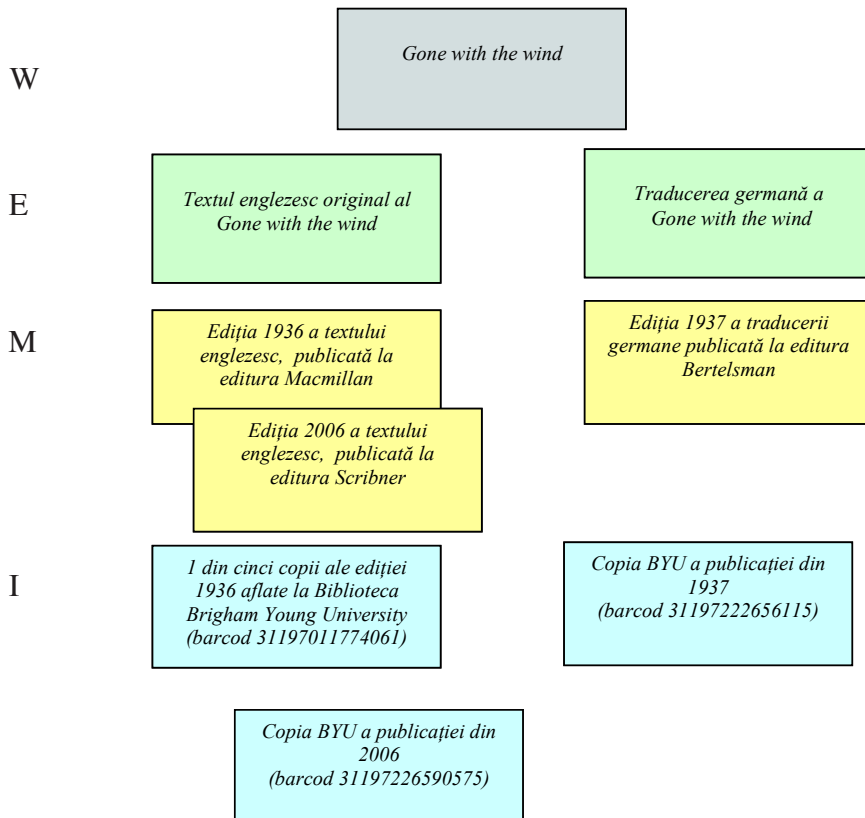 W
Gone with the wind
E
Textul englezesc original al
Gone with the wind
Traducerea germană a
Gone with the wind
M
Ediția 1936 a textului
englezesc, publicată la
editura Macmillan
Ediția 1937 a traducerii
germane publicată la editura
Bertelsman
Ediția 2006 a textului
englezesc, publicată la
editura Scribner
I
1 din cinci copii ale ediției
1936 aflate la Biblioteca
Brigham Young University
(barcod 31197011774061)
Copia BYU a publicației din
1937
(barcod 31197222656115)
Copia BYU a publicației din
2006
(barcod 31197226590575)